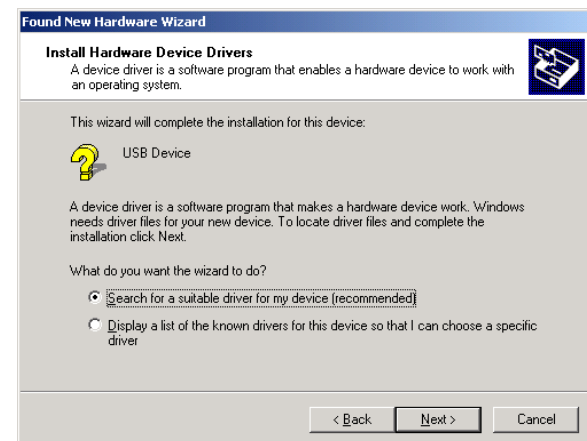 Found New Hardware Wizard
Install Hardware Device Drivers
A device driver is a software program that enables a hardware device to work with
an operating system.
This wizard will complete the installation for this device:
USB Device
A device driver is a software program that makes a hardware device work. Windows
needs driver files for your new device. To locate driver files and complete the
installation click Next.
What do you want the wizard to do?
Search for a suitable driver for my device (recommended)
Display a list of the known drivers for this device so that I can choose a specific
driver
< Back Next > Cancel